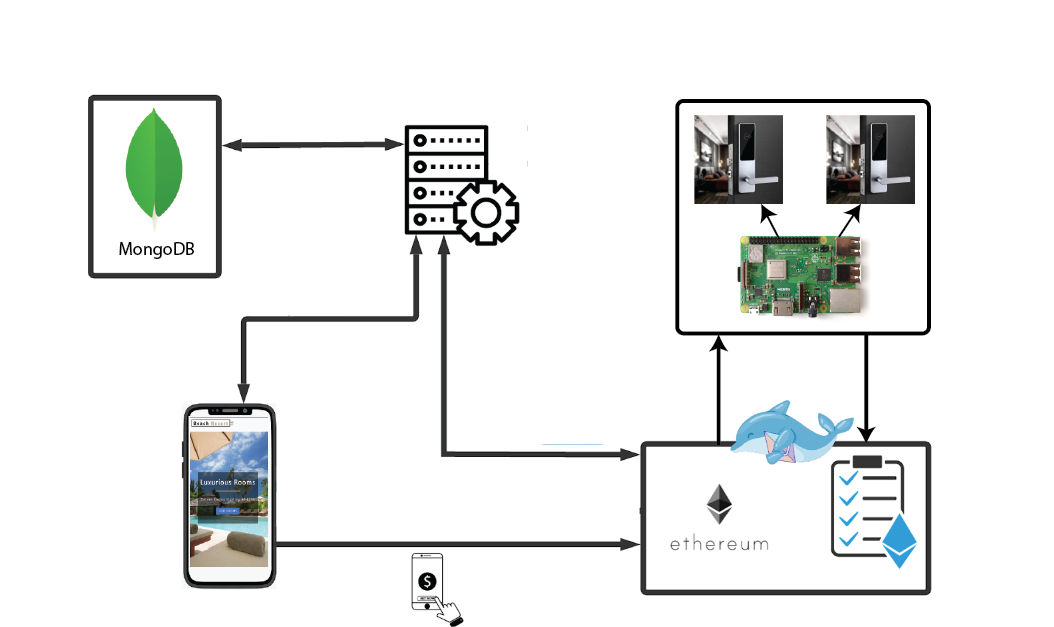 MongoDB
Beach Resort
Luxurious Rooms
$
ethereum